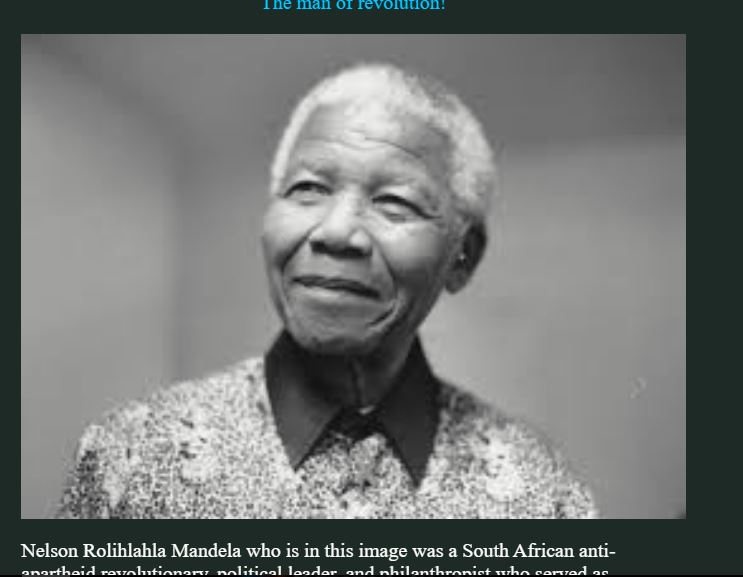 The man of revolution!
Nelson Rolihlahla Mandela who is in this image was a South African anti-
apartheid revolutionary, political leader, and philanthropist who served as